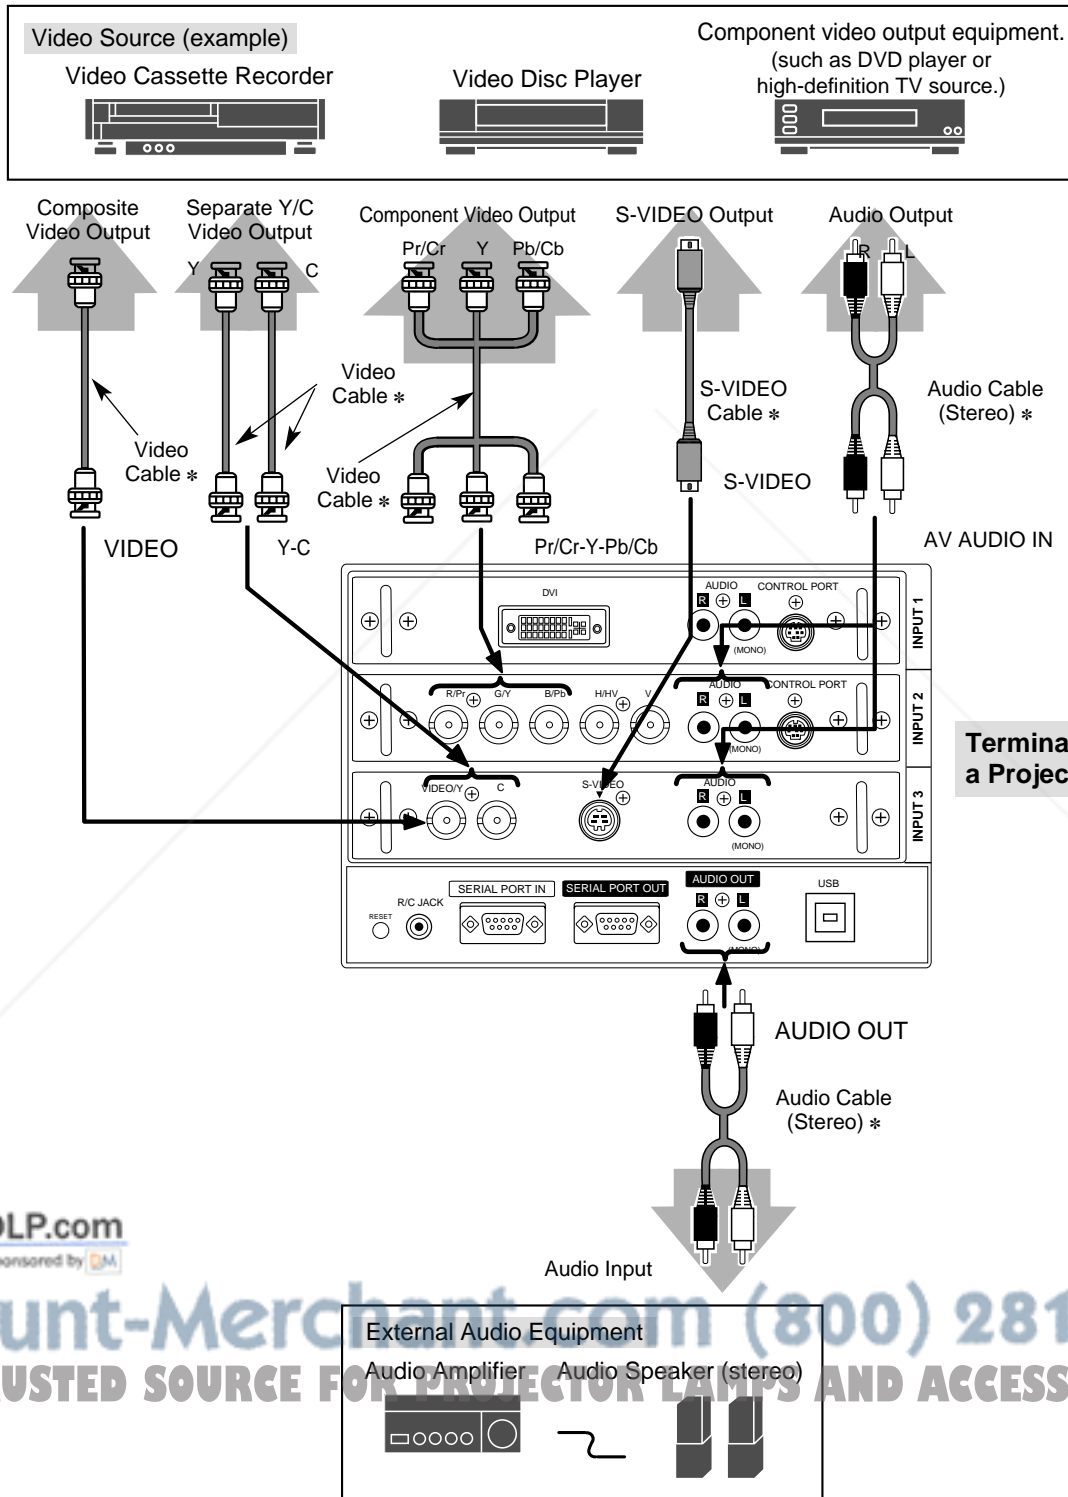 Video Source (example)
Video Cassette Recorder
Video Disc Player
Component video output equipment.
(such as DVD player or
high-definition TV source.)
Composite
Video Output
Separate Y/C
Video Output
Component Video Output
S-VIDEO Output
Audio Output
Y
C
Pr/Cr
Y
Pb/Cb
R
L
Video
Cable *
S-VIDEO
Cable *
Audio Cable
(Stereo) *
Video
Cable *
Video
Cable *
S-VIDEO
VIDEO
Y-C
Pr/Cr-Y-Pb/Cb
AV AUDIO IN
DVI
AUDIO
R
L
(MONO)
CONTROL PORT
INPUT 1
R/Pr
G/Y
B/Pb
H/HV
V
AUDIO
R
L
(MONO)
CONTROL PORT
INPUT 2
VIDEO/Y
C
S-VIDEO
AUDIO
R
L
(MONO)
INPUT 3
RESET
R/C JACK
SERIAL PORT IN
SERIAL PORT OUT
AUDIO OUT
R
L
(MONO)
USB
AUDIO OUT
Audio Cable
(Stereo) *
Audio Input
External Audio Equipment
Audio Amplifier
Audio Speaker (stereo)
LP.com
DM
unt-Merchant.com (800) 281
USTED SOURCE FOR PROJECTOR LAMPS AND ACCESS